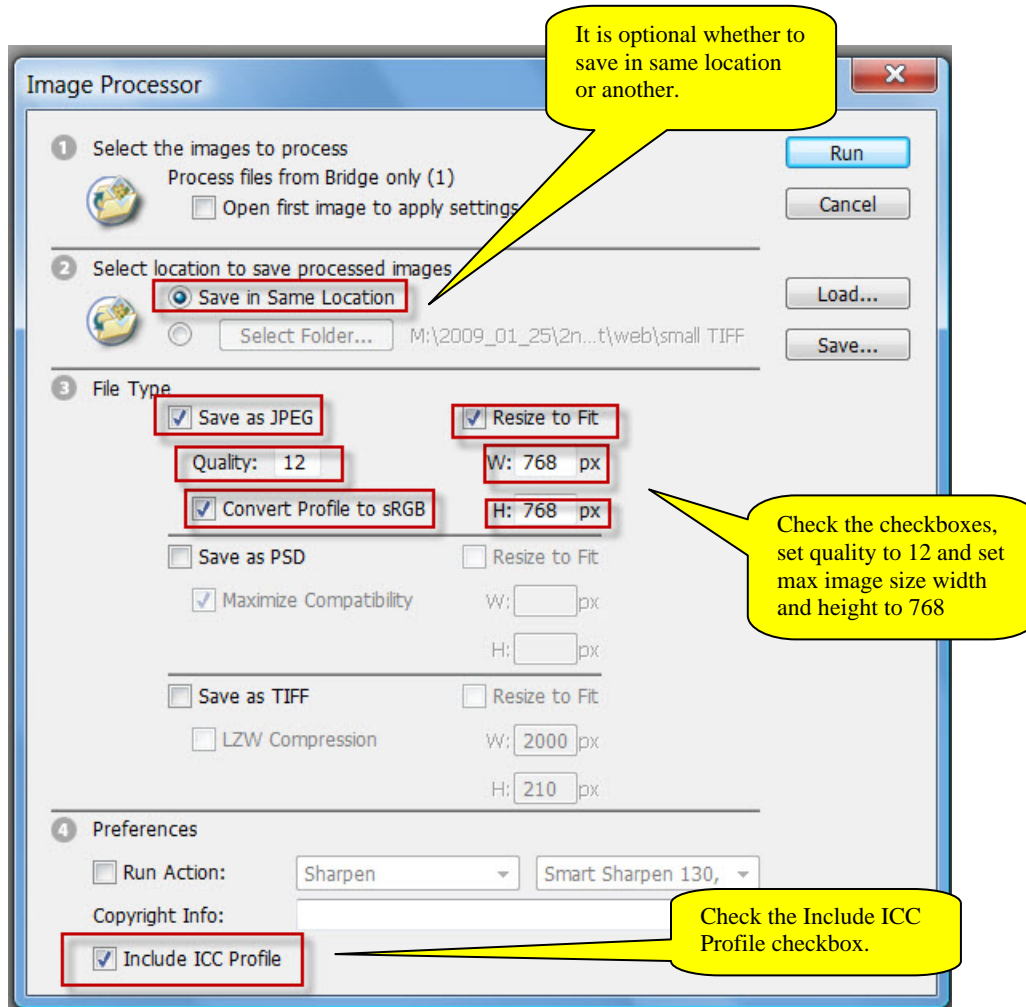 It is optional whether to
save in same location
or another.
Image Processor
1 Select the images to process
Process files from Bridge only (1)
Open first image to apply settings
Run
Cancel
2 Select location to save processed images
Save in Same Location
Select Folder... M:\2009_01_25\2n...t\web\small TIFF
Load...
Save...
3 File Type
Save as JPEG Resize to Fit
Quality: 12 W: 768 px
Convert Profile to sRGB H: 768 px
Check the checkboxes,
set quality to 12 and set
max image size width
and height to 768
Save as PSD Resize to Fit
Maximize Compatibility W: px
H: px
Save as TIFF Resize to Fit
LZW Compression W: 2000 px
H: 210 px
4 Preferences
Run Action: Sharpen Smart Sharpen 130,
Copyright Info:
Check the Include ICC
Profile checkbox.
Include ICC Profile